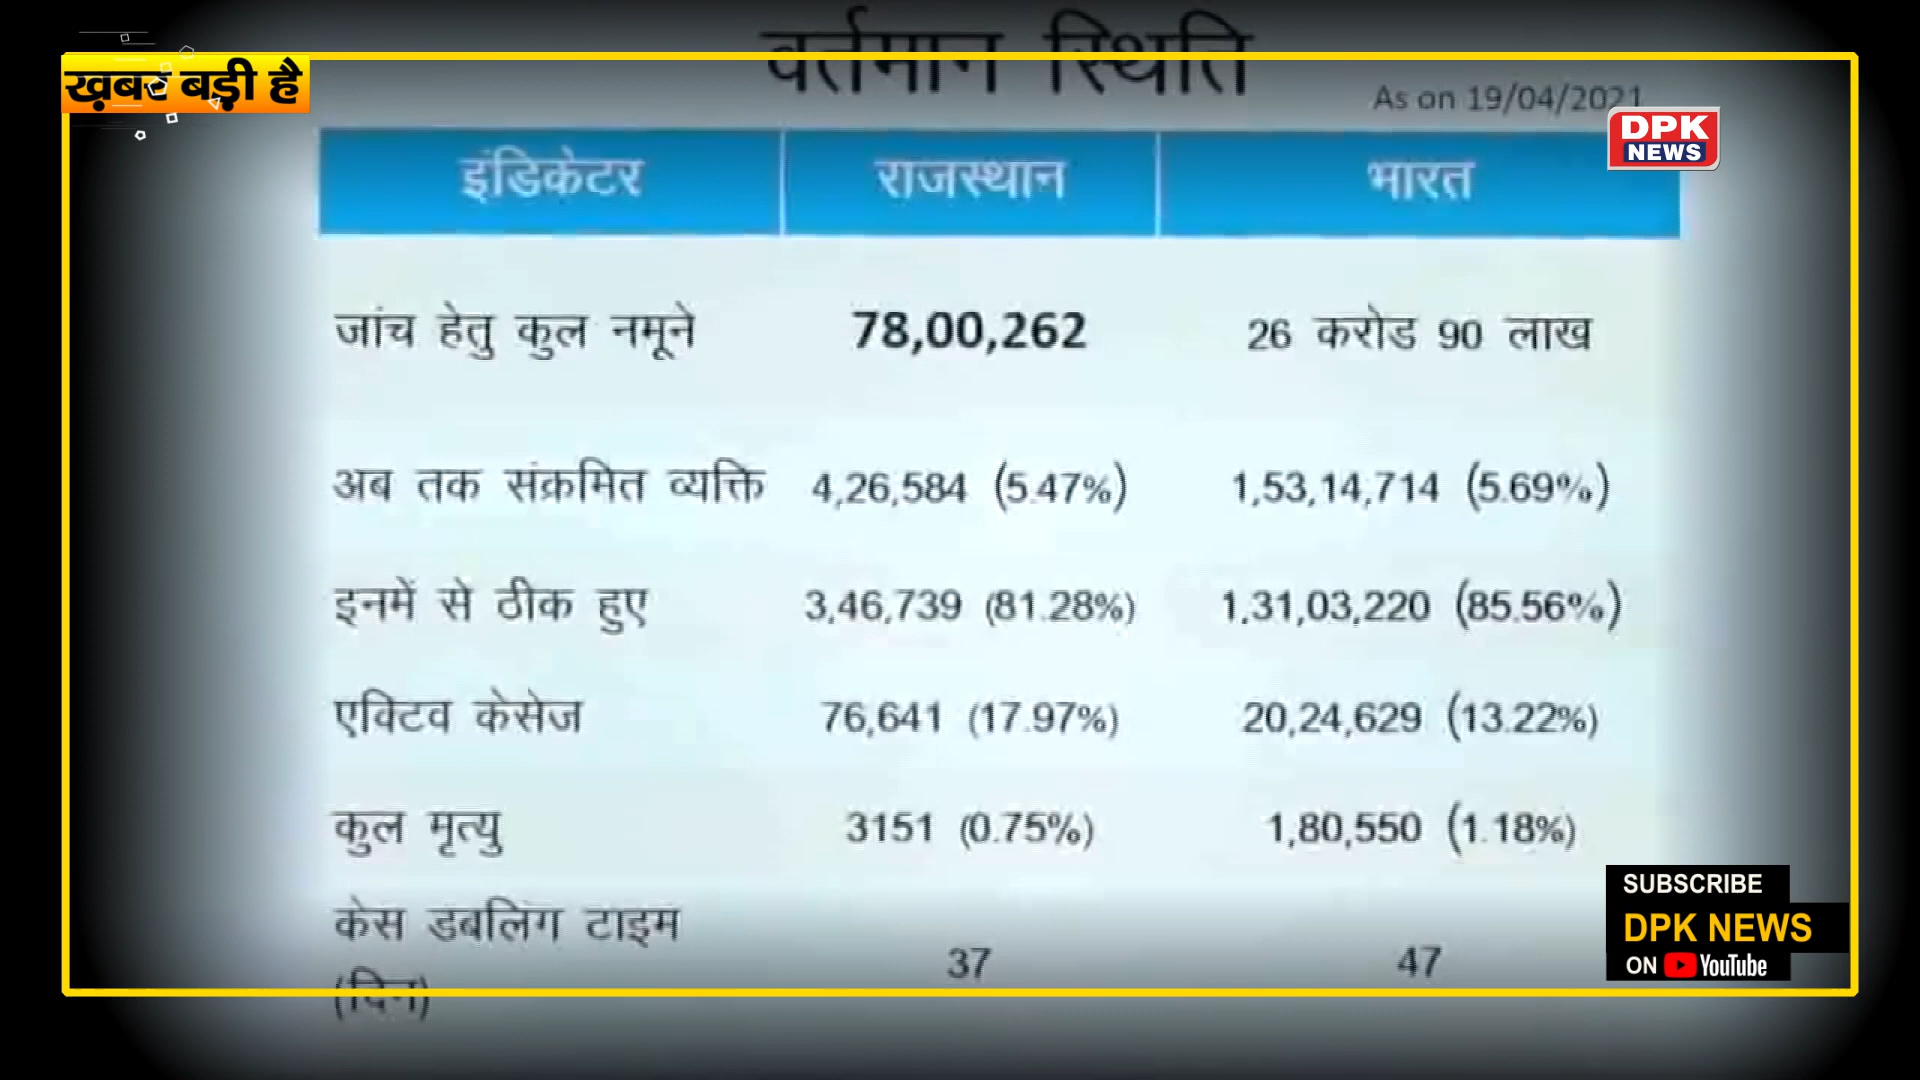 वर्तमान स्थिति
ख़बर बड़ी है
As on 19/04/2021
DPK
NEWS
इंडिकेटर राजस्थान भारत
जांच हेतु कुल नमूने 78,00,262 26 करोड 90 लाख
अब तक संक्रमित व्यक्ति 4,26,584 (5.47%) 1,53,14,714 (5.69%)
इनमें से ठीक हुए 3,46,739 (81.28%) 1,31,03,220 (85.56%)
एक्टिव केसेज 76,641 (17.97%) 20,24,629 (13.22%)
कुल मृत्यु 3151 (0.75%) 1,80,550 (1.18%)
केस डबलिंग टाइम
(दिन) 37 47
SUBSCRIBE
DPK NEWS
ON YouTube